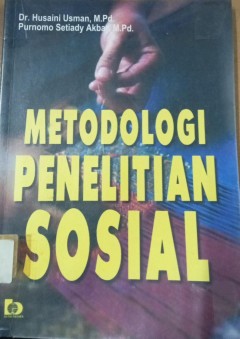 Dr. Husaini Usman, M.Pd.
Purnomo Setiady Akbar, M.Pd.
METODOLOGI
PENELITIAN
SOSIAL